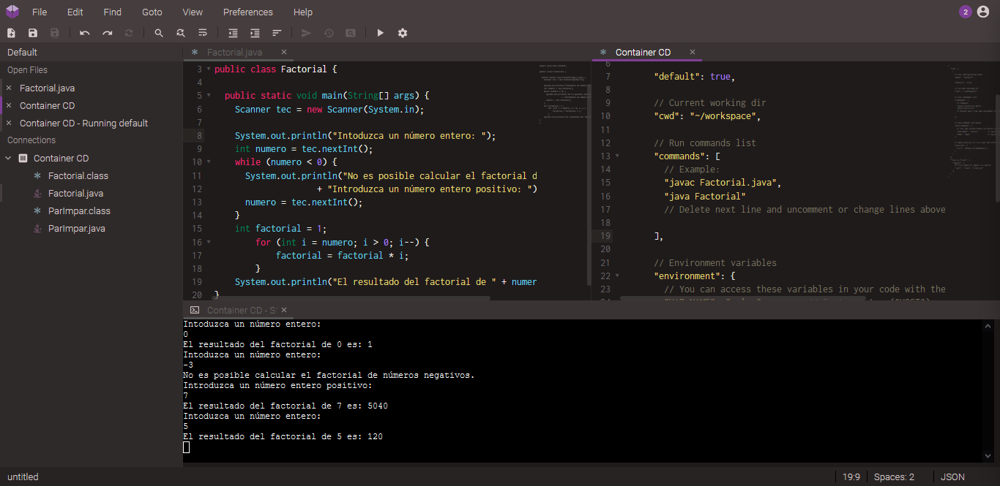 File Edit Find Goto View Preferences Help 2
Default
Open Files
Factorial.java
Container CD
Container CD - Running default
Connections
Container CD
Factorial.class
Factorial.java
ParImpar.class
ParImpar.java
Factorial.java
3 public class Factorial {
4
5 public static void main(String[] args) {
6 Scanner tec = new Scanner(System.in);
7
8 System.out.println("Intoduzca un número entero: ");
9 int numero = tec.nextInt();
10 while (numero < 0) {
11 System.out.println("No es posible calcular el factorial d
12 + "Introduzca un número entero positivo: ")
13 numero = tec.nextInt();
14 }
15 int factorial = 1;
16 for (int i = numero; i > 0; i--) {
17 factorial = factorial * i;
18 }
19 System.out.println("El resultado del factorial de " + numer
20 }
Container CD
6
7 "default": true,
8
9 // Current working dir
10 "cwd": "~/workspace",
11
12 // Run commands list
13 "commands": [
14 // Example:
15 "javac Factorial.java",
16 "java Factorial"
17 // Delete next line and uncomment or change lines above
18
19 ],
20
21 // Environment variables
22 "environment": {
23 // You can access these variables in your code with the
Container CD - S
Intoduzca un número entero:
0
El resultado del factorial de 0 es: 1
Intoduzca un número entero:
-3
No es posible calcular el factorial de números negativos.
Introduzca un número entero positivo:
7
El resultado del factorial de 7 es: 5040
Intoduzca un número entero:
5
El resultado del factorial de 5 es: 120
untitled 19:9 Spaces: 2 JSON